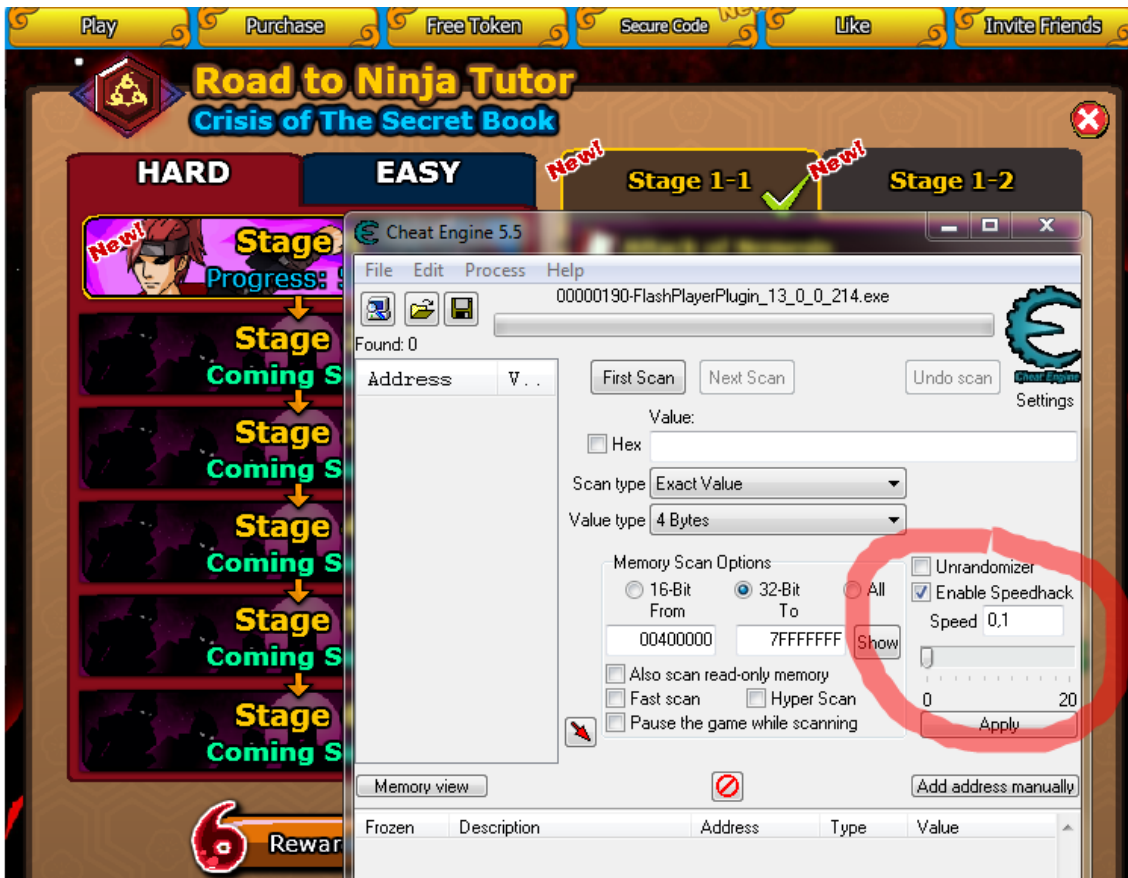 Play Purchase Free Token Secure Code New! Like Invite Friends
Road to Ninja Tutor
Crisis of The Secret Book
HARD EASY New! Stage 1-1 New! Stage 1-2
New! Stage
Progress:
Stage
Coming S
Stage
Coming S
Stage
Coming S
Stage
Coming S
Stage
Coming S
Rewar
Cheat Engine 5.5
File Edit Process Help
00000190-FlashPlayerPlugin_13_0_0_214.exe
Found: 0
Address V..
First Scan Next Scan Undo scan
Cheat Engine
Settings
Value:
Hex
Scan type Exact Value
Value type 4 Bytes
Memory Scan Options
16-Bit 32-Bit All
From To
00400000 7FFFFFFF Show
Also scan read-only memory
Fast scan Hyper Scan
Pause the game while scanning
Unrandomizer
Enable Speedhack
Speed 0,1
0 20
Apply
Memory view Add address manually
Frozen Description Address Type Value